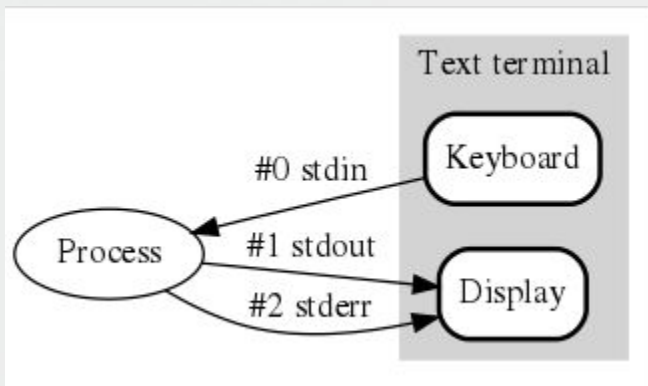 Text terminal
Keyboard
#0 stdin
Process
#1 stdout
Display
#2 stderr